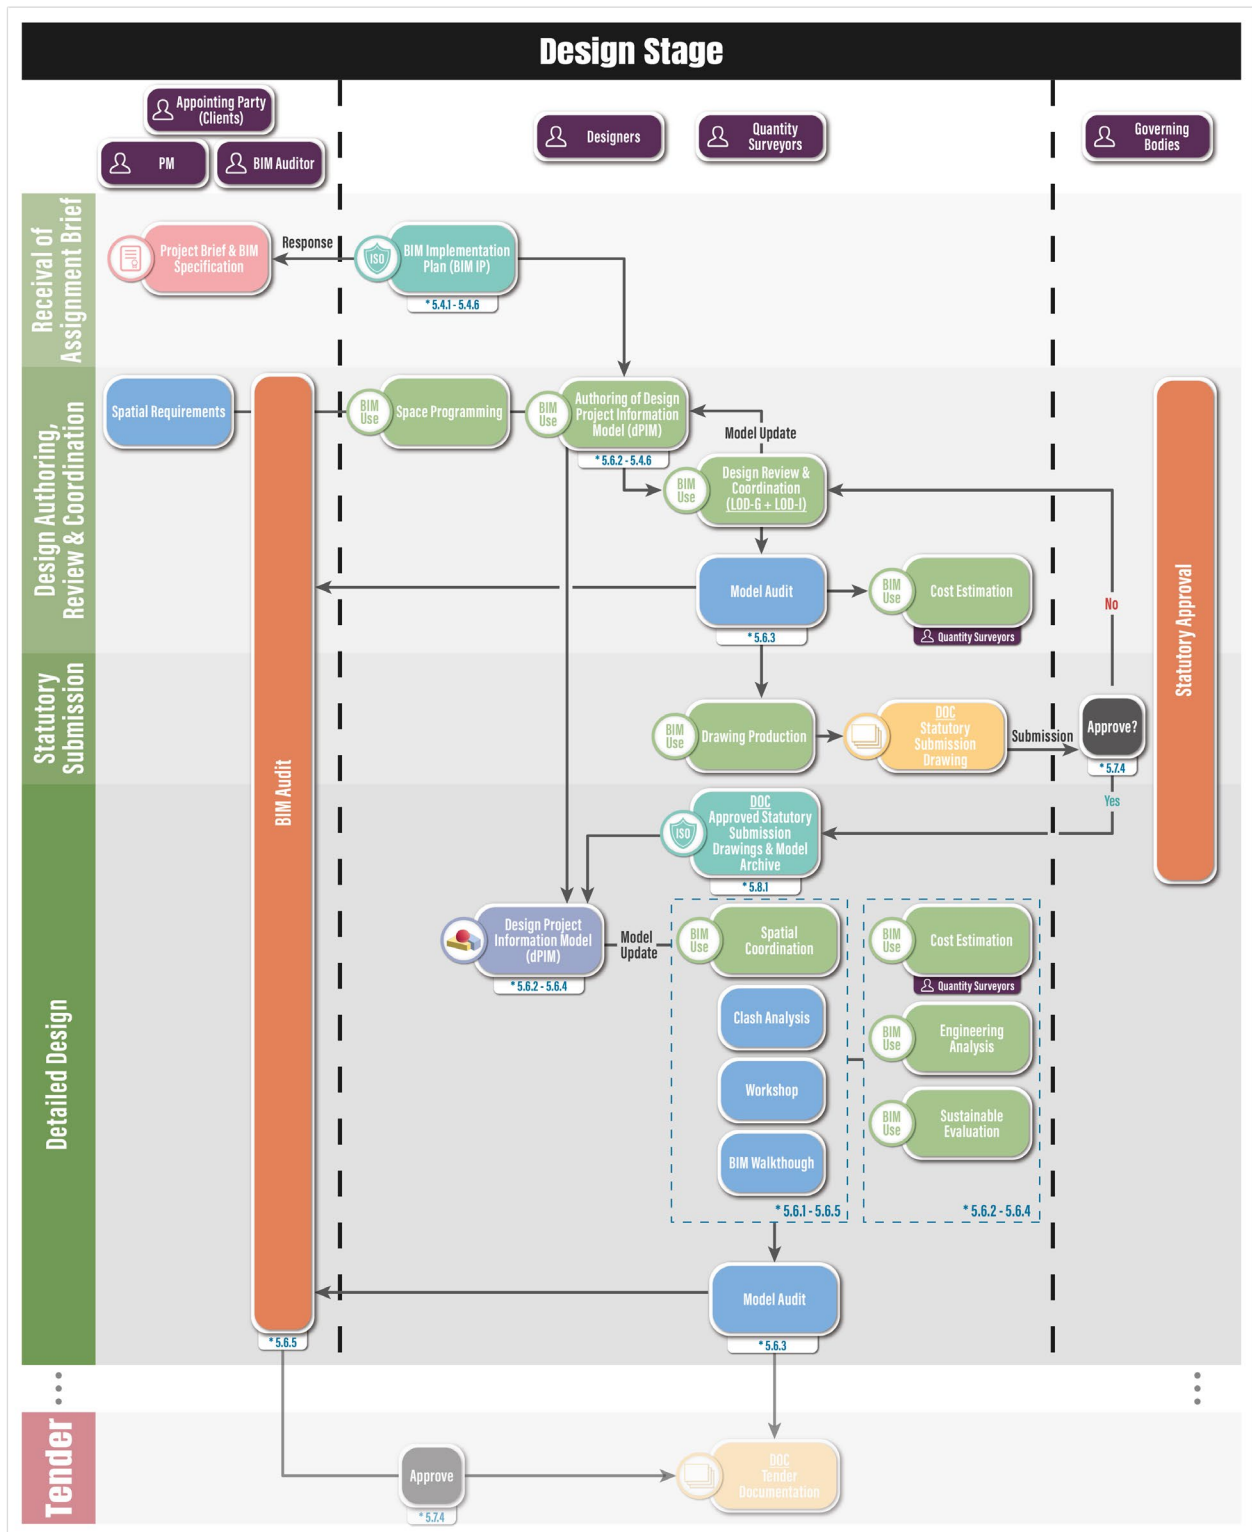 Design Stage
Appointing Party
(Clients)
PM
BIM Auditor
Designers
Quantity
Surveyors
Governing
Bodies
Receival of
Assignment Brief
Project Brief & BIM
Specification
Response
ISO
BIM Implementation
Plan (BIM IP)
* 5.4.1 - 5.4.6
Design Authoring,
Review & Coordination
Spatial Requirements
BIM
Use
Space Programming
BIM
Use
Authoring of Design
Project Information
Model (dPIM)
* 5.6.2 - 5.4.6
Model Update
BIM
Use
Design Review &
Coordination
(LOD-G + LOD-I)
Model Audit
* 5.6.3
BIM
Use
Cost Estimation
Quantity Surveyors
No
Statutory Approval
Statutory
Submission
BIM
Use
Drawing Production
DOC
Statutory
Submission
Drawing
Submission
Approve?
* 5.7.4
Yes
BIM Audit
Detailed Design
ISO
DOC
Approved Statutory
Submission
Drawings & Model
Archive
* 5.8.1
Design Project
Information Model
(dPIM)
* 5.6.2 - 5.6.4
Model
Update
BIM
Use
Spatial
Coordination
Clash Analysis
Workshop
BIM Walkthough
* 5.6.1 - 5.6.5
BIM
Use
Cost Estimation
Quantity Surveyors
BIM
Use
Engineering
Analysis
BIM
Use
Sustainable
Evaluation
* 5.6.2 - 5.6.4
Model Audit
* 5.6.3
* 5.6.5
Tender
Approve
* 5.7.4
DOC
Tender
Documentation